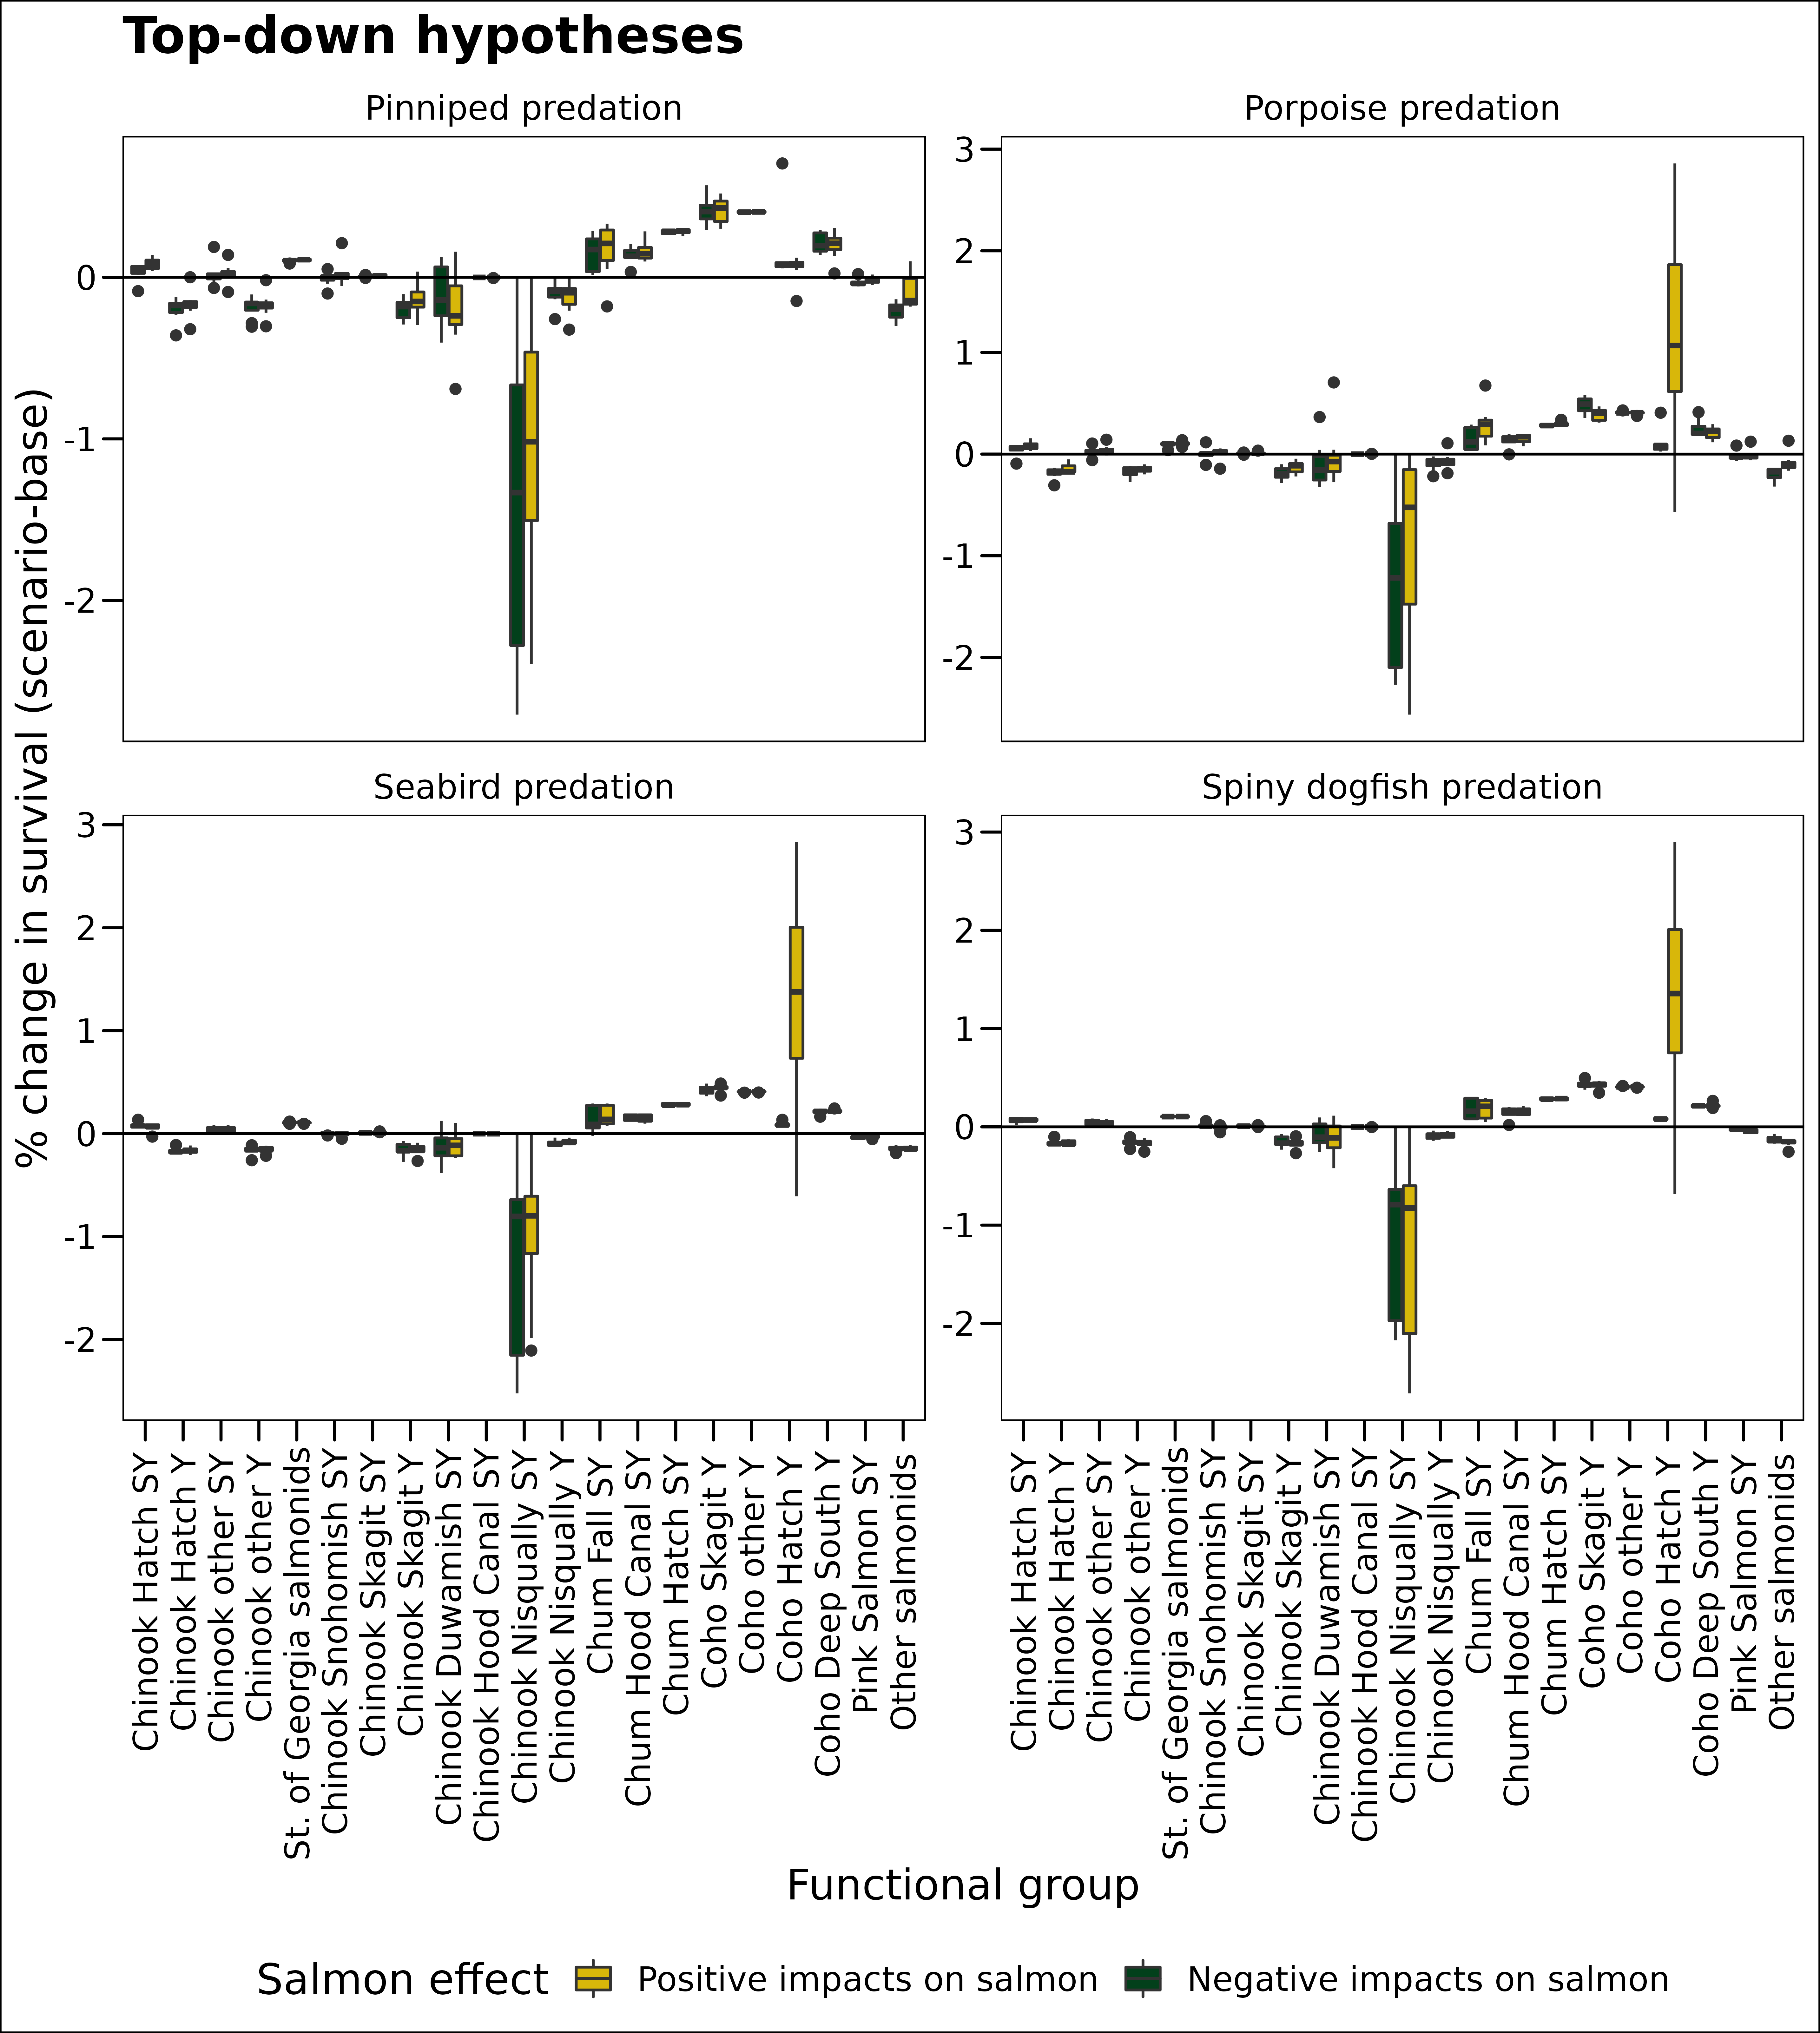 Top-down hypotheses
Pinniped predation
Porpoise predation
0
-1
-2
3
2
1
0
-1
-2
Seabird predation
Spiny dogfish predation
3
2
1
0
-1
-2
3
2
1
0
-1
-2
% change in survival (scenario-base)
Chinook Hatch SY
Chinook Hatch Y
Chinook other SY
Chinook other Y
St. of Georgia salmonids
Chinook Snohomish SY
Chinook Skagit SY
Chinook Skagit Y
Chinook Duwamish SY
Chinook Hood Canal SY
Chinook Nisqually SY
Chinook Nisqually Y
Chum Fall SY
Chum Hood Canal SY
Chum Hatch SY
Coho Skagit Y
Coho other Y
Coho Hatch Y
Coho Deep South Y
Pink Salmon SY
Other salmonids
Chinook Hatch SY
Chinook Hatch Y
Chinook other SY
Chinook other Y
St. of Georgia salmonids
Chinook Snohomish SY
Chinook Skagit SY
Chinook Skagit Y
Chinook Duwamish SY
Chinook Hood Canal SY
Chinook Nisqually SY
Chinook Nisqually Y
Chum Fall SY
Chum Hood Canal SY
Chum Hatch SY
Coho Skagit Y
Coho other Y
Coho Hatch Y
Coho Deep South Y
Pink Salmon SY
Other salmonids
Functional group
Salmon effect
Positive impacts on salmon
Negative impacts on salmon